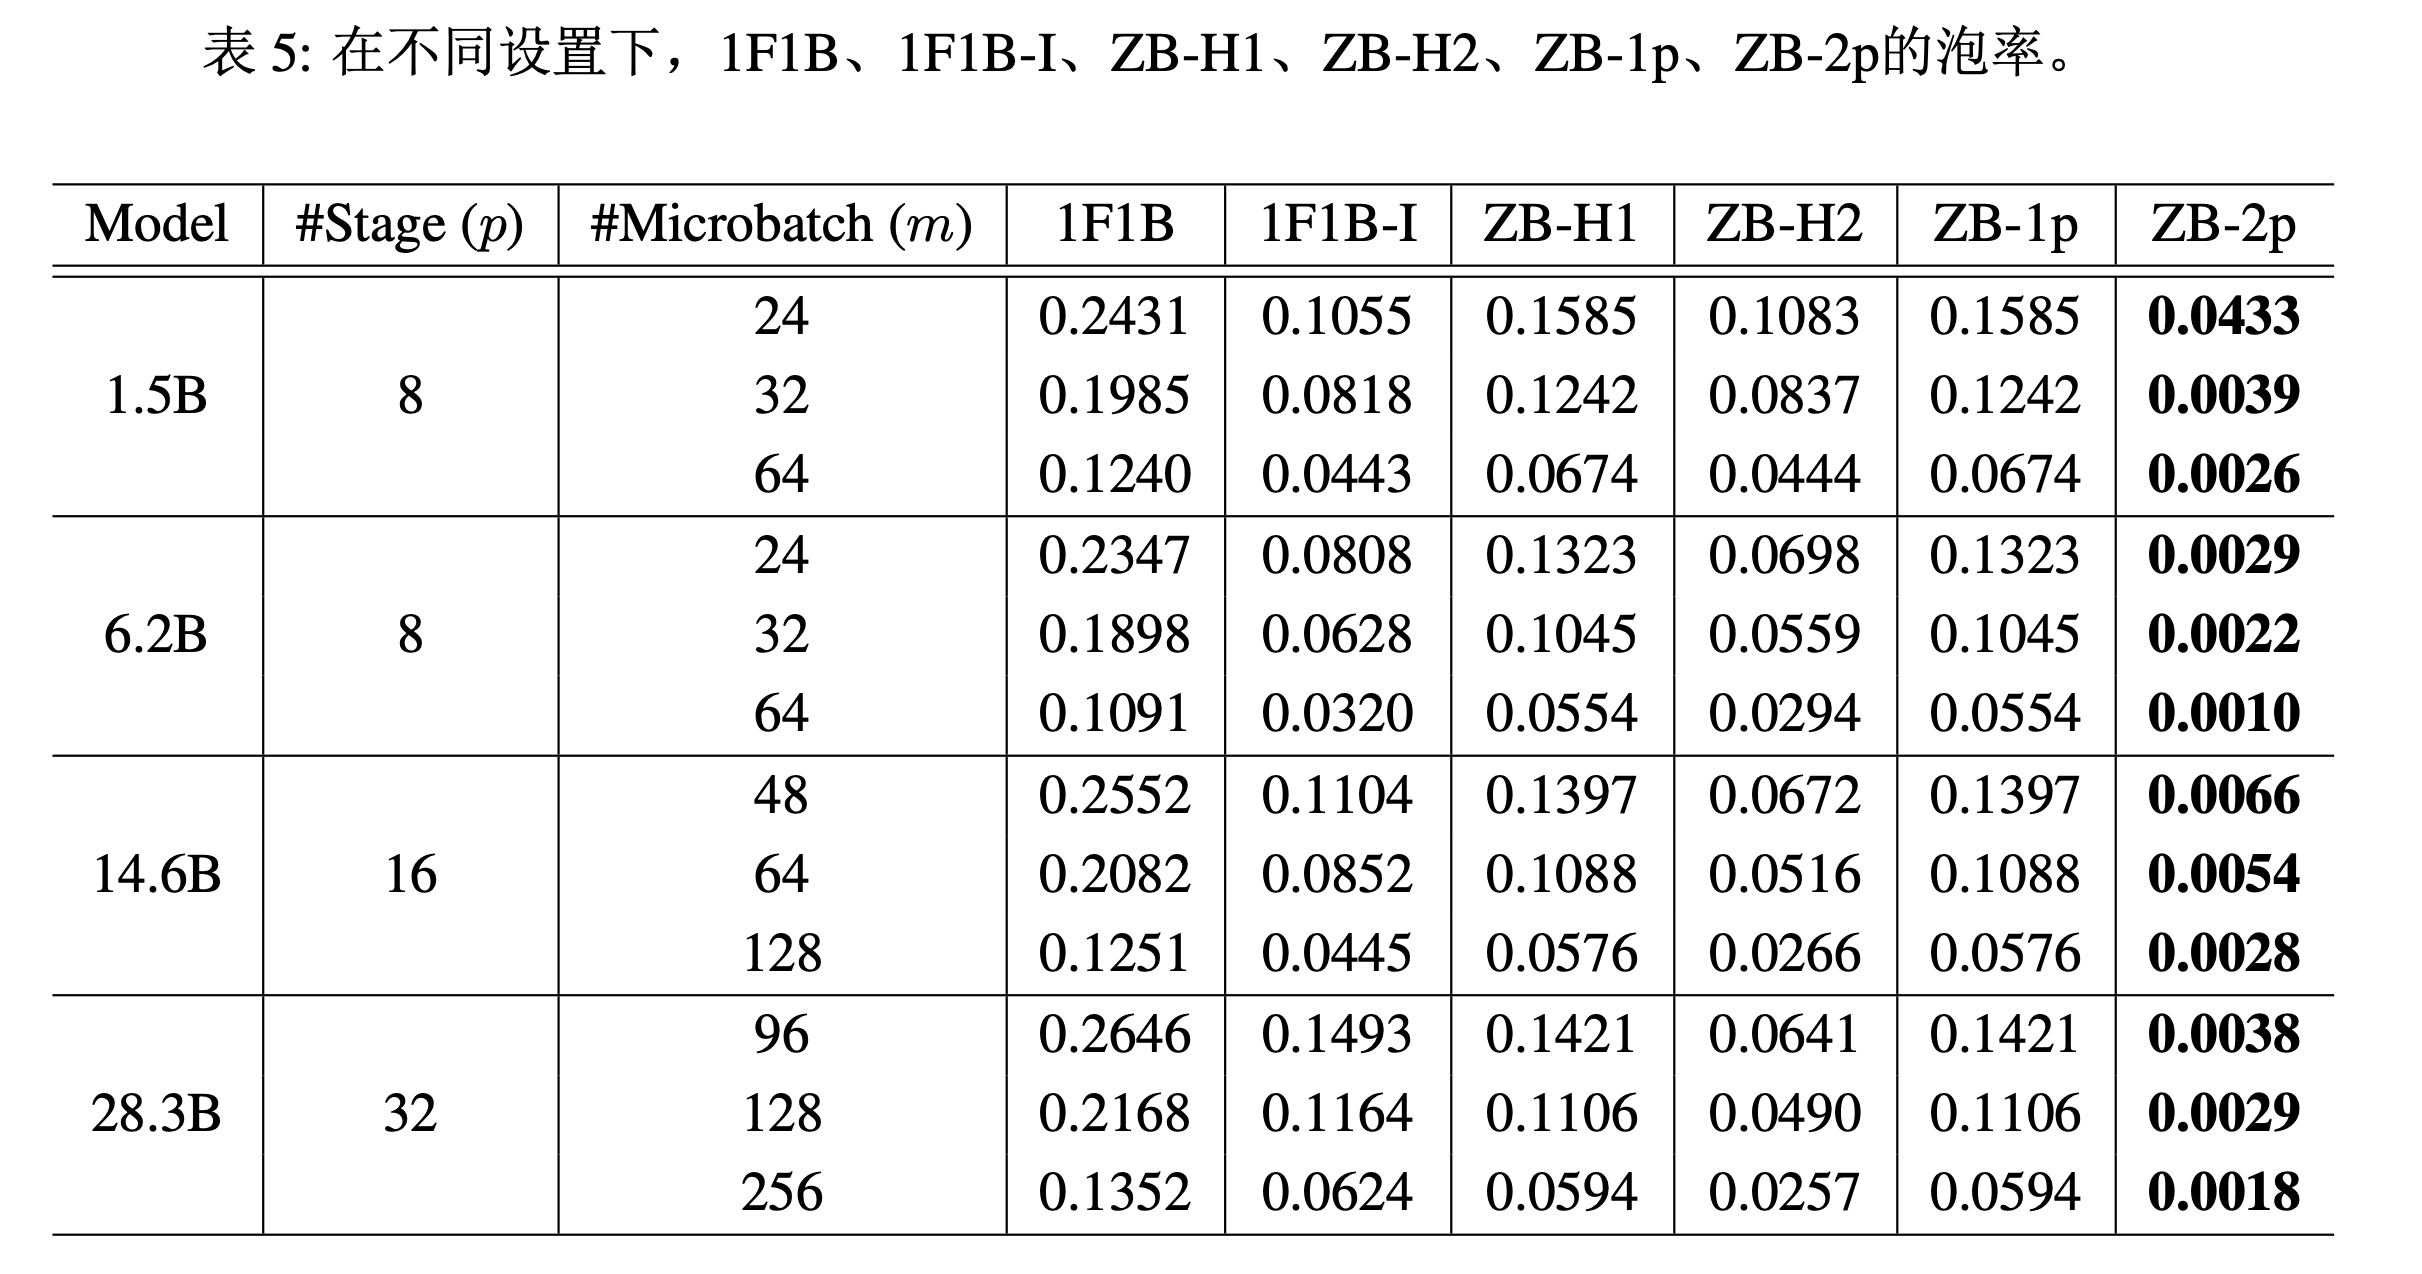 表 5: 在不同设置下，1F1B、1F1B-I、ZB-H1、ZB-H2、ZB-1p、ZB-2p的泡率。
Model #Stage (p) #Microbatch (m) 1F1B 1F1B-I ZB-H1 ZB-H2 ZB-1p ZB-2p
24 0.2431 0.1055 0.1585 0.1083 0.1585 0.0433
1.5B 8 32 0.1985 0.0818 0.1242 0.0837 0.1242 0.0039
64 0.1240 0.0443 0.0674 0.0444 0.0674 0.0026
24 0.2347 0.0808 0.1323 0.0698 0.1323 0.0029
6.2B 8 32 0.1898 0.0628 0.1045 0.0559 0.1045 0.0022
64 0.1091 0.0320 0.0554 0.0294 0.0554 0.0010
48 0.2552 0.1104 0.1397 0.0672 0.1397 0.0066
14.6B 16 64 0.2082 0.0852 0.1088 0.0516 0.1088 0.0054
128 0.1251 0.0445 0.0576 0.0266 0.0576 0.0028
96 0.2646 0.1493 0.1421 0.0641 0.1421 0.0038
28.3B 32 128 0.2168 0.1164 0.1106 0.0490 0.1106 0.0029
256 0.1352 0.0624 0.0594 0.0257 0.0594 0.0018